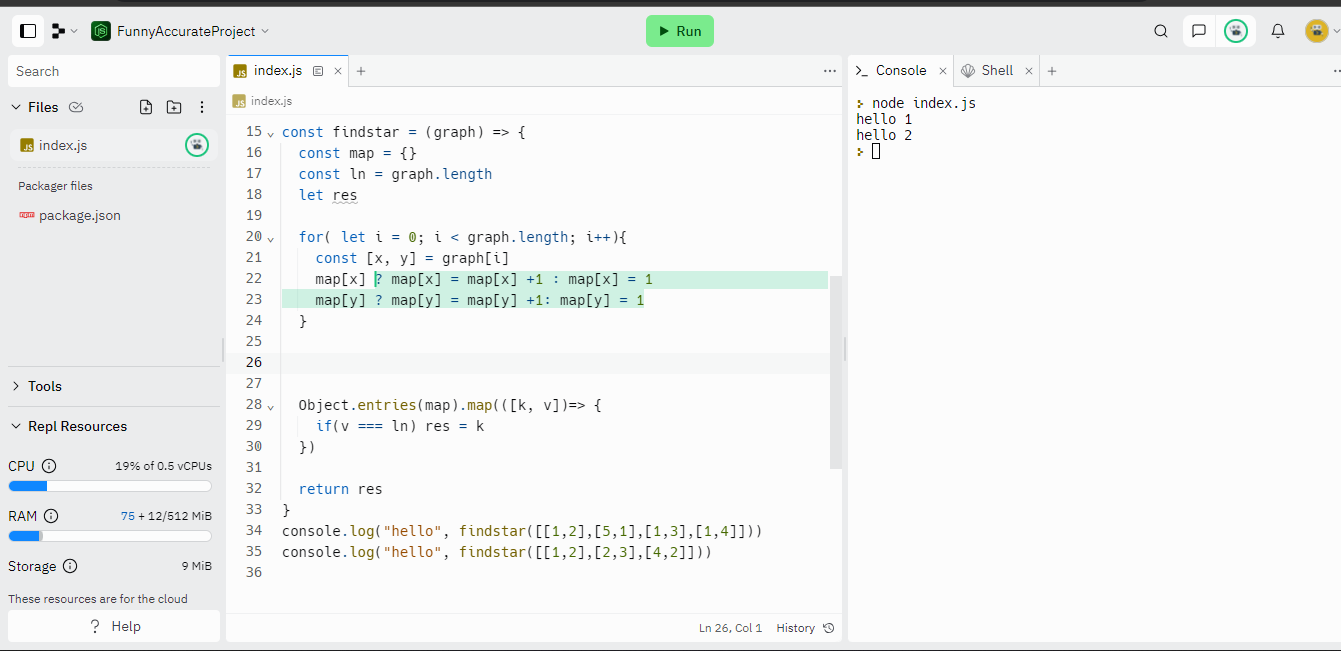 FunnyAccurateProject
Run
Search
Files
index.js
Packager files
package.json
Tools
Repl Resources
CPU 19% of 0.5 vCPUs
RAM 75 + 12/512 MiB
Storage 9 MiB
These resources are for the cloud
? Help
JS index.js
JS index.js
15 const findstar = (graph) => {
16 const map = {}
17 const ln = graph.length
18 let res
19
20 for( let i = 0; i < graph.length; i++){
21 const [x, y] = graph[i]
22 map[x] ? map[x] = map[x] +1 : map[x] = 1
23 map[y] ? map[y] = map[y] +1: map[y] = 1
24 }
25
26
27
28 Object.entries(map).map(([k, v])=> {
29 if(v === ln) res = k
30 })
31
32 return res
33 }
34 console.log("hello", findstar([[1,2],[5,1],[1,3],[1,4]]))
35 console.log("hello", findstar([[1,2],[2,3],[4,2]]))
36
Ln 26, Col 1 History
Console
Shell
node index.js
hello 1
hello 2